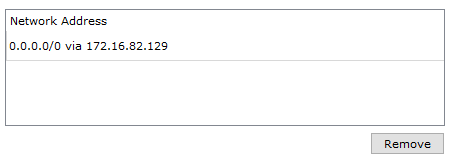 Network Address
0.0.0.0/0 via 172.16.82.129
Remove